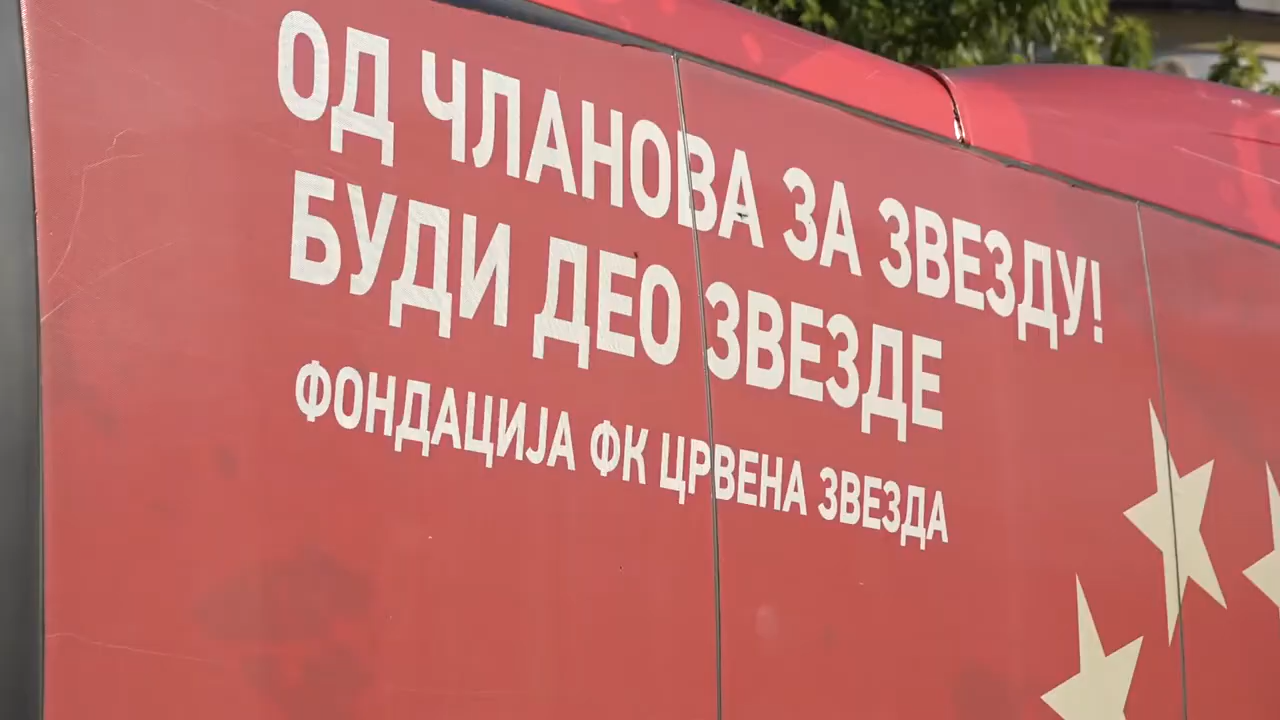 ОД ЧЛАНОВА ЗА ЗВЕЗДУ!
БУДИ ДЕО ЗВЕЗДЕ
ФОНДАЦИЈА ФК ЦРВЕНА ЗВЕЗДА